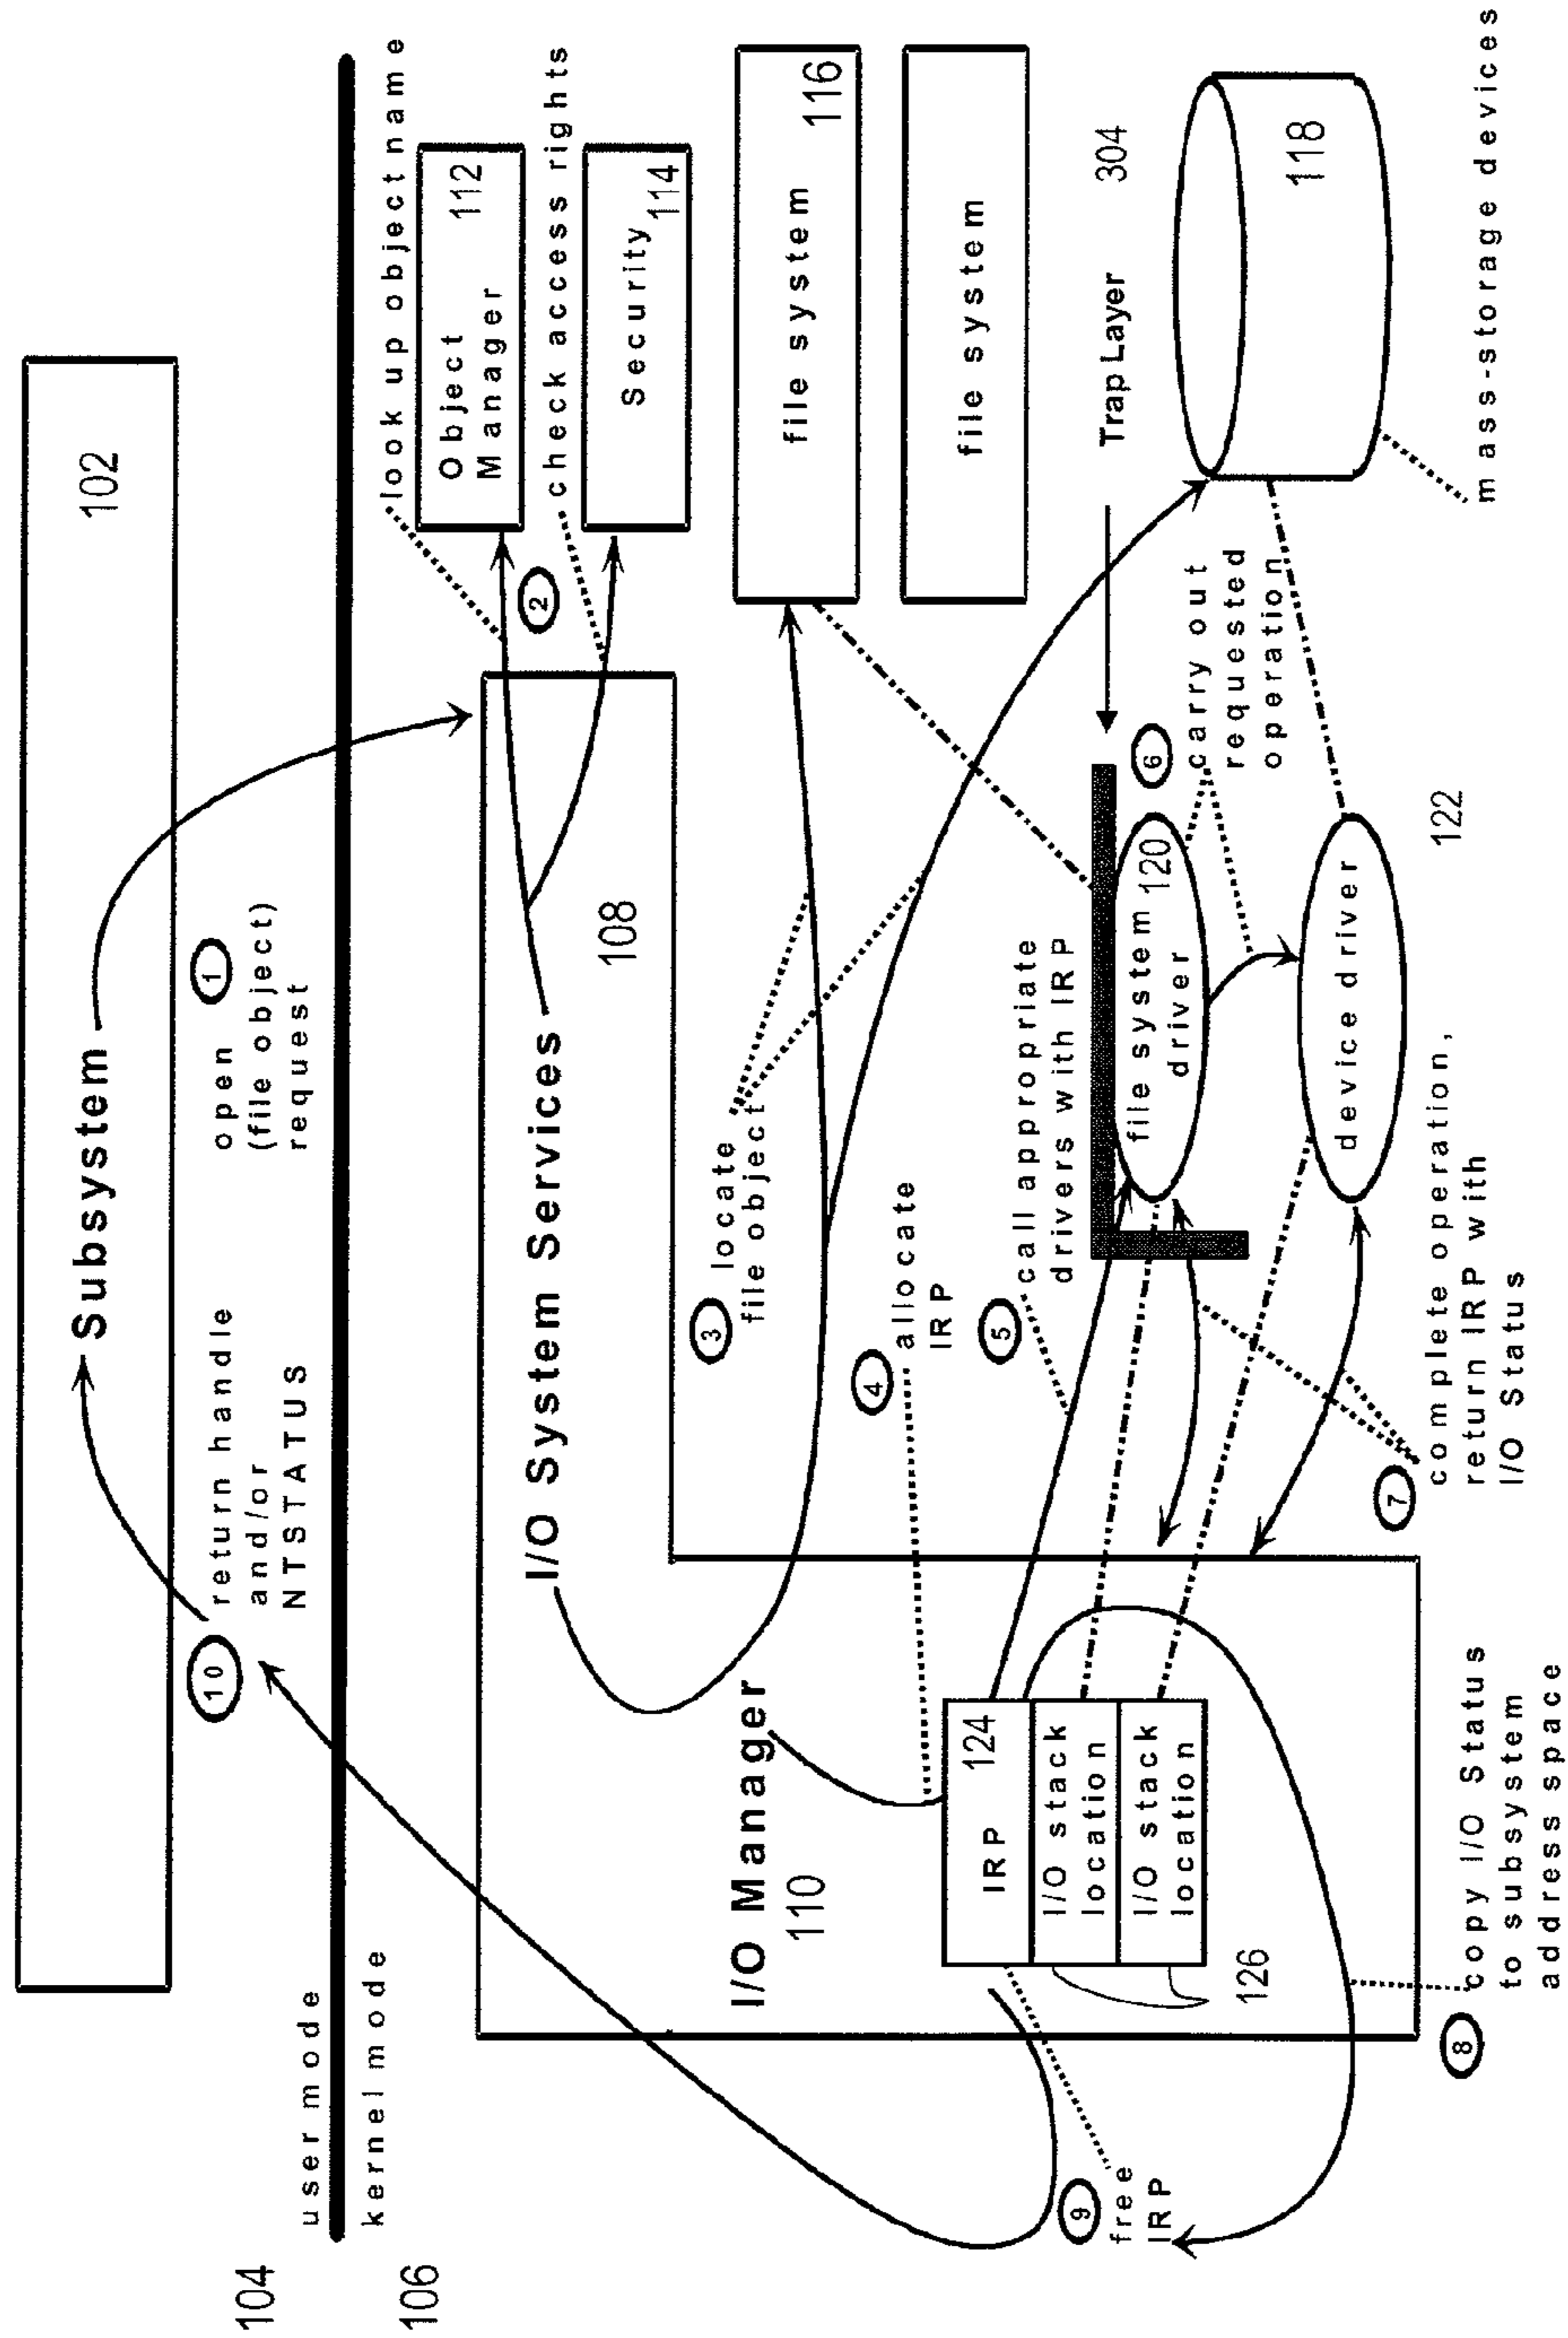 102
Subsystem
1
open
(file object)
request
10
return handle
and/or
NTSTATUS
104
user mode
106
kernel mode
look up object name
Object
Manager
112
2
check access rights
Security
114
I/O System Services
108
file system
116
file system
3
locate
file object
I/O Manager
110
4
allocate
IRP
5
call appropriate
drivers with IRP
Trap Layer
304
6
carry out
requested
operation
file system
driver
120
device driver
122
118
mass-storage devices
IRP
124
I/O stack
location
I/O stack
location
126
7
complete operation,
return IRP with
I/O Status
8
copy I/O Status
to subsystem
address space
9
free
IRP